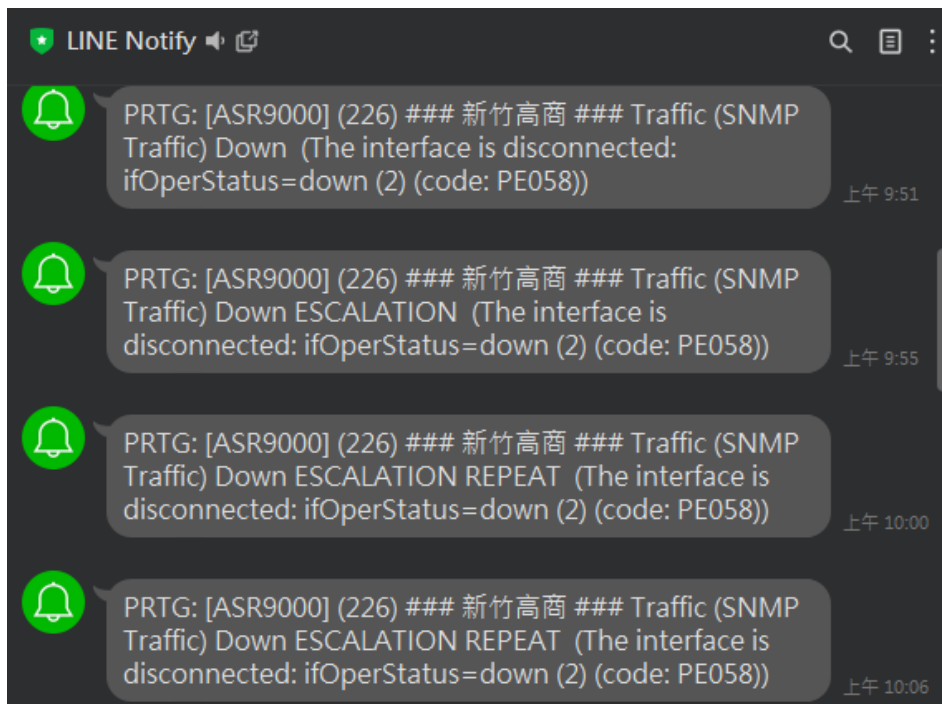 LINE Notify
PRTG: [ASR9000] (226) ### 新竹高商 ### Traffic (SNMP
Traffic) Down  (The interface is disconnected:
ifOperStatus=down (2) (code: PE058))
上午 9:51
PRTG: [ASR9000] (226) ### 新竹高商 ### Traffic (SNMP
Traffic) Down ESCALATION  (The interface is
disconnected: ifOperStatus=down (2) (code: PE058))
上午 9:55
PRTG: [ASR9000] (226) ### 新竹高商 ### Traffic (SNMP
Traffic) Down ESCALATION REPEAT  (The interface is
disconnected: ifOperStatus=down (2) (code: PE058))
上午 10:00
PRTG: [ASR9000] (226) ### 新竹高商 ### Traffic (SNMP
Traffic) Down ESCALATION REPEAT  (The interface is
disconnected: ifOperStatus=down (2) (code: PE058))
上午 10:06